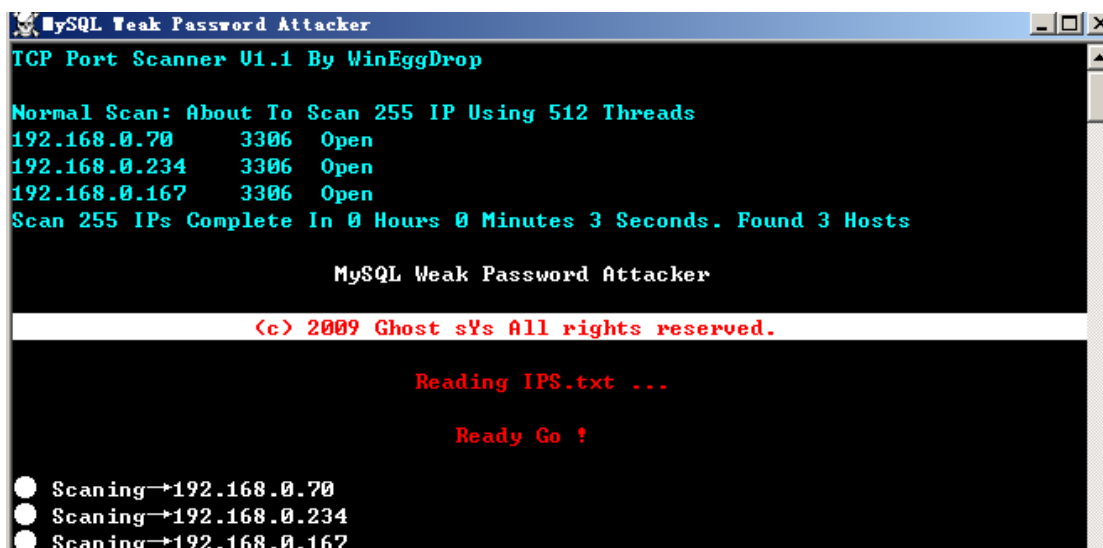 MySQL Weak Password Attacker
TCP Port Scanner V1.1 By WinEggDrop
Normal Scan: About To Scan 255 IP Using 512 Threads
192.168.0.70 3306 Open
192.168.0.234 3306 Open
192.168.0.167 3306 Open
Scan 255 IPs Complete In 0 Hours 0 Minutes 3 Seconds. Found 3 Hosts
MySQL Weak Password Attacker
(c) 2009 Ghost sYs All rights reserved.
Reading IPS.txt ...
Ready Go !
● Scaning→192.168.0.70
● Scaning→192.168.0.234
● Scaning→192.168.0.167